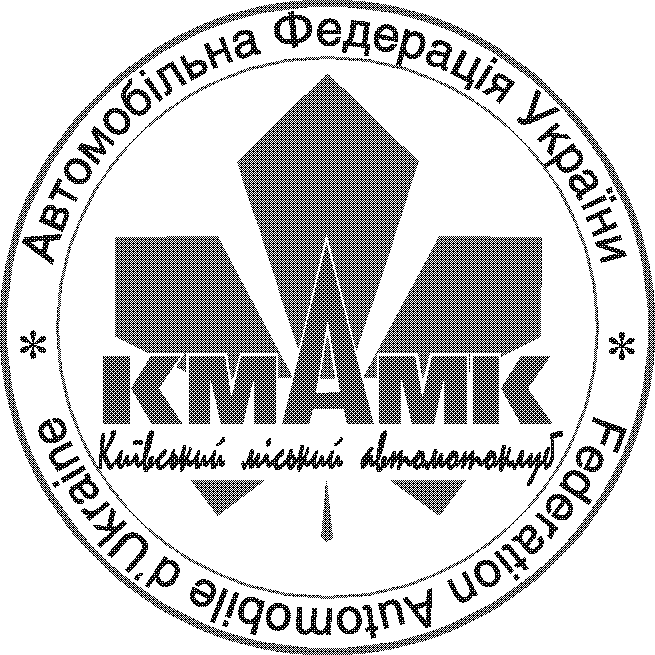 Автомобільна Федерація України
КМАМК
Київський міський автомотоклуб
* Federation Automobile d'Ukraine *